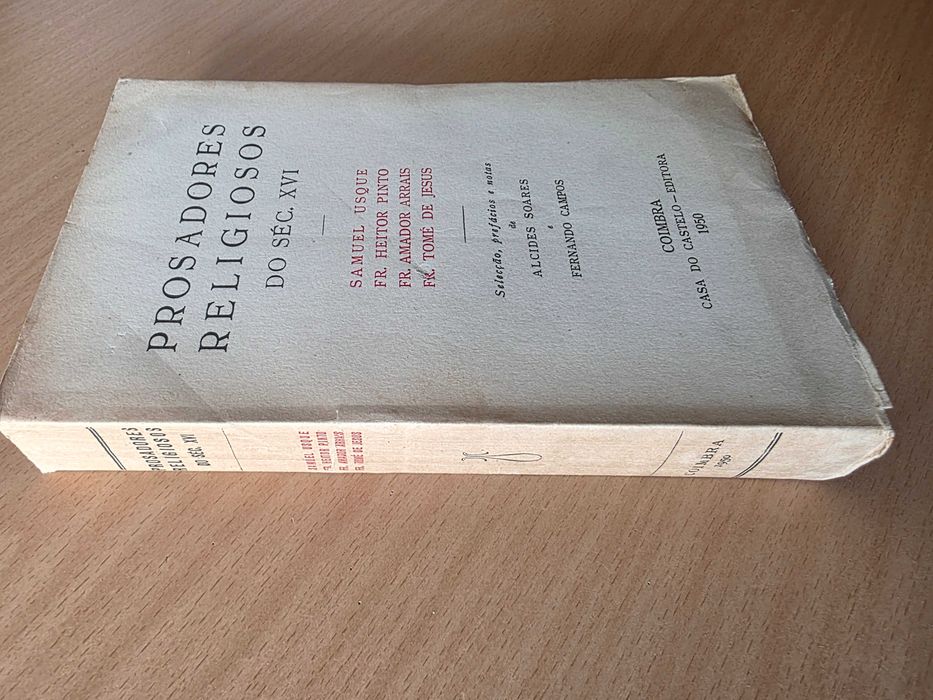 PROSADORES
RELIGIOSOS
DO SÉC. XVI
SAMUEL USQUE
FR. HEITOR PINTO
FR. AMADOR ARRAIS
FR. TOMÉ DE JESUS
Selecção, prefácios e notas
de
ALCIDES SOARES
e
FERNANDO CAMPOS
COIMBRA
CASA DO CASTELO — EDITORA
1950
PROSADORES
RELIGIOSOS
DO SÉC. XVI
SAMUEL USQUE
FR. HEITOR PINTO
FR. AMADOR ARRAIS
FR. TOMÉ DE JESUS
COIMBRA
1950